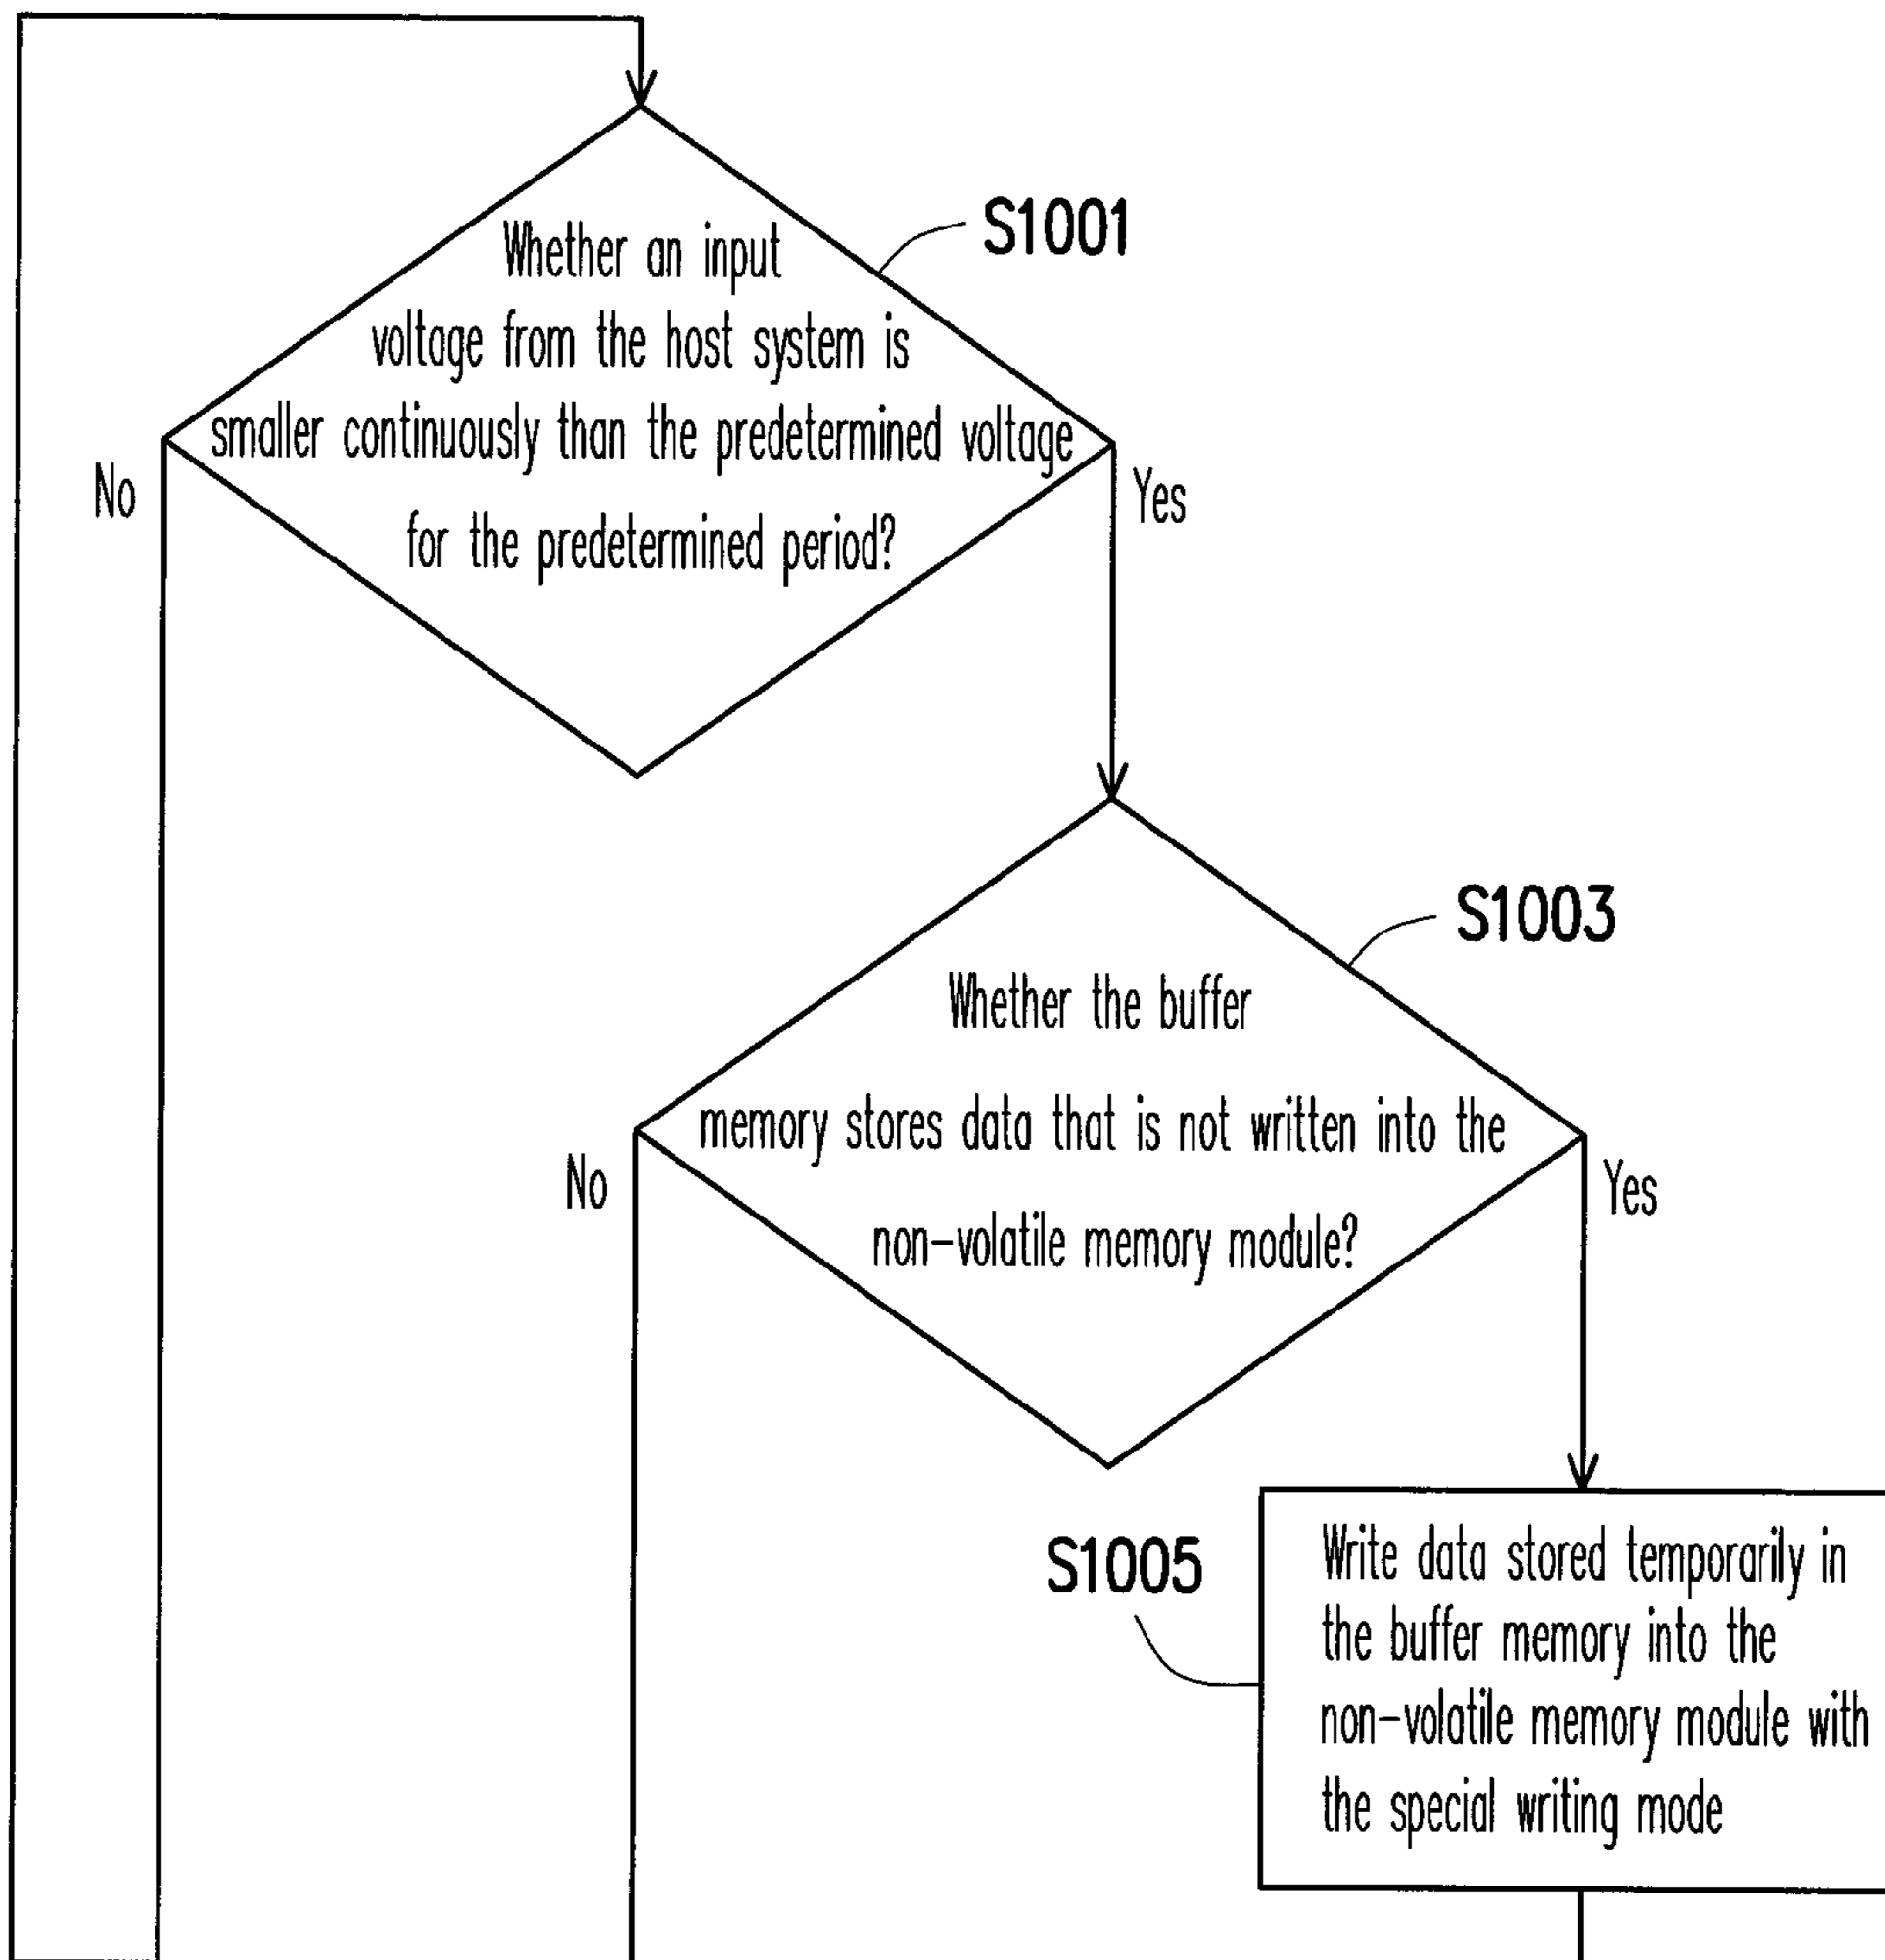 S1001
Whether an input
voltage from the host system is
smaller continuously than the predetermined voltage
for the predetermined period?
No
Yes
S1003
Whether the buffer
memory stores data that is not written into the
non-volatile memory module?
No
Yes
S1005
Write data stored temporarily in
the buffer memory into the
non-volatile memory module with
the special writing mode